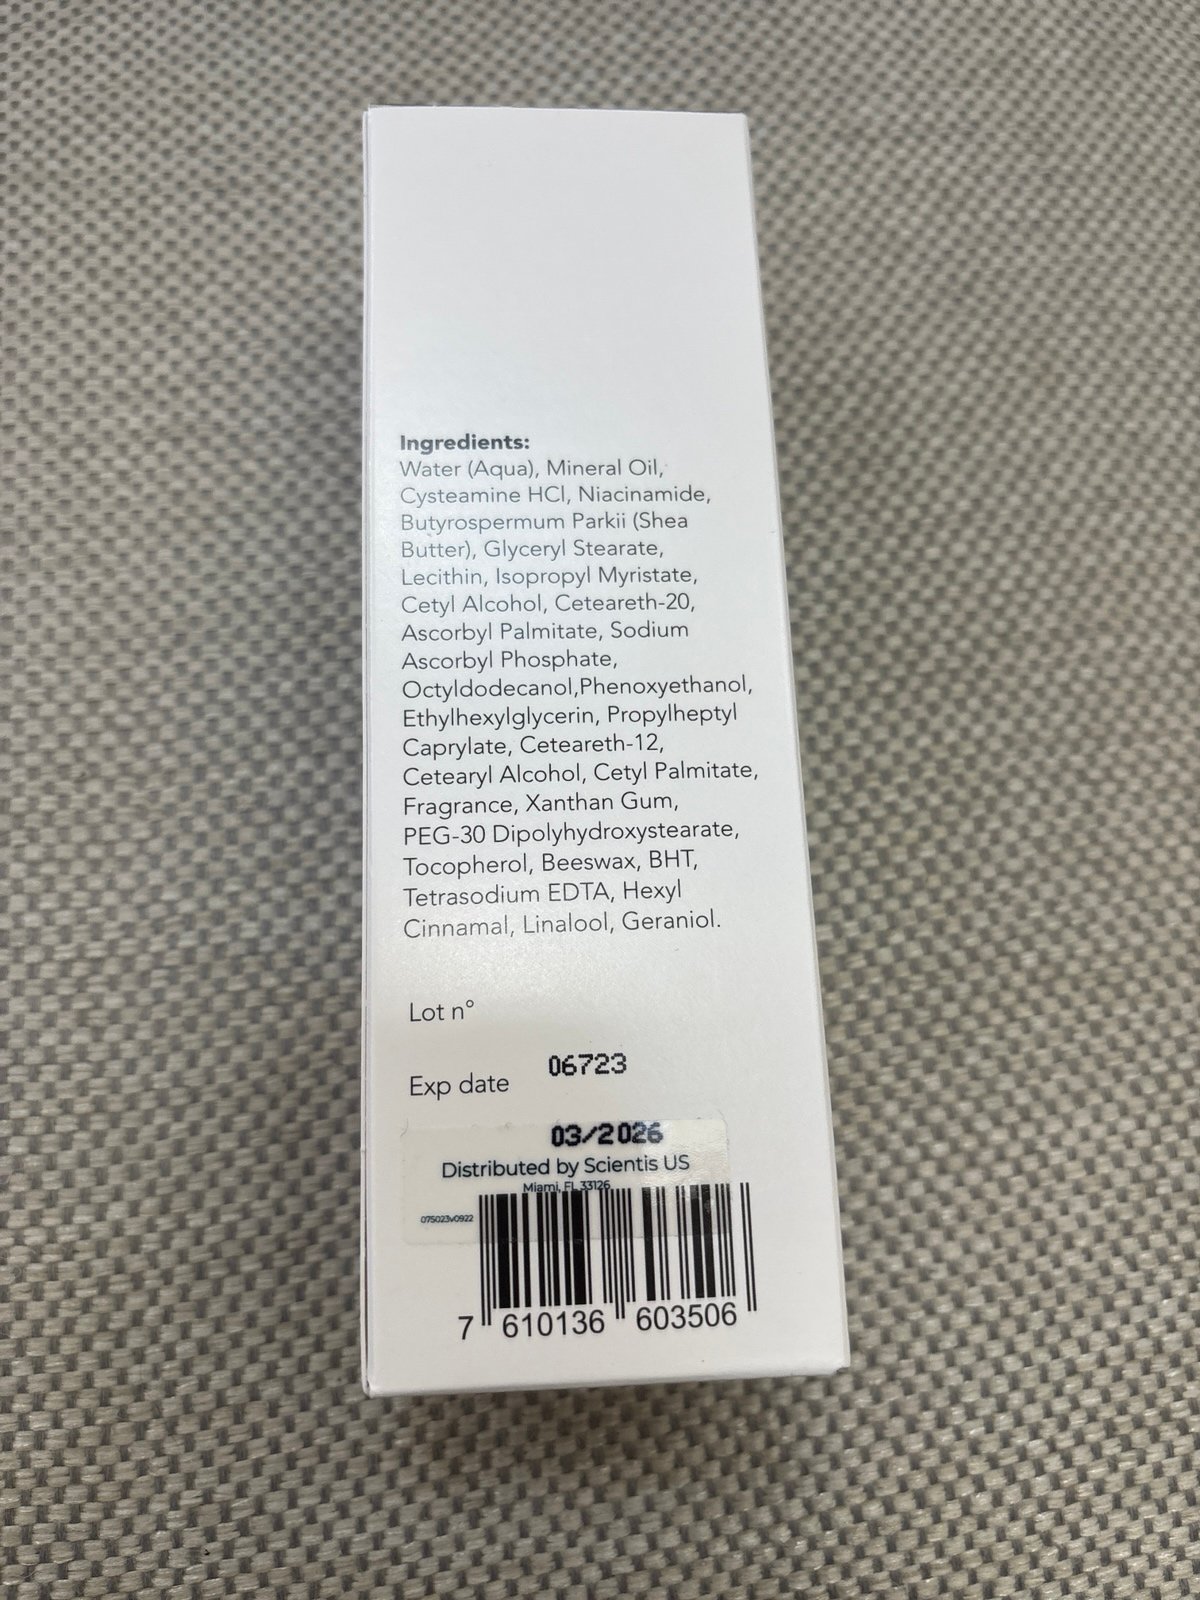 Ingredients:
Water (Aqua), Mineral Oil,
Cysteamine HCl, Niacinamide,
Butyrospermum Parkii (Shea
Butter), Glyceryl Stearate,
Lecithin, Isopropyl Myristate,
Cetyl Alcohol, Ceteareth-20,
Ascorbyl Palmitate, Sodium
Ascorbyl Phosphate,
Octyldodecanol,Phenoxyethanol,
Ethylhexylglycerin, Propylheptyl
Caprylate, Ceteareth-12,
Cetearyl Alcohol, Cetyl Palmitate,
Fragrance, Xanthan Gum,
PEG-30 Dipolyhydroxystearate,
Tocopherol, Beeswax, BHT,
Tetrasodium EDTA, Hexyl
Cinnamal, Linalool, Geraniol.
Lot n°
06723
Exp date
03/2026
Distributed by Scientis US
Miami, FL 33126
075023v0922
7 610136 603506